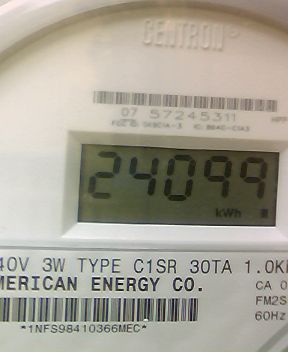 CENTRON®
07 57245311
24099
kWh
40V 3W TYPE C1SR 30TA 1.0K
MERICAN ENERGY CO.
CA 0
FM2S
60Hz
*1NFS98410366MEC*